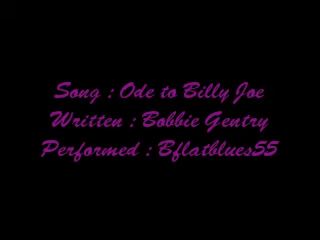 Song : Ode to Billy Joe
Written : Bobbie Gentry
Performed : Bflatblues55